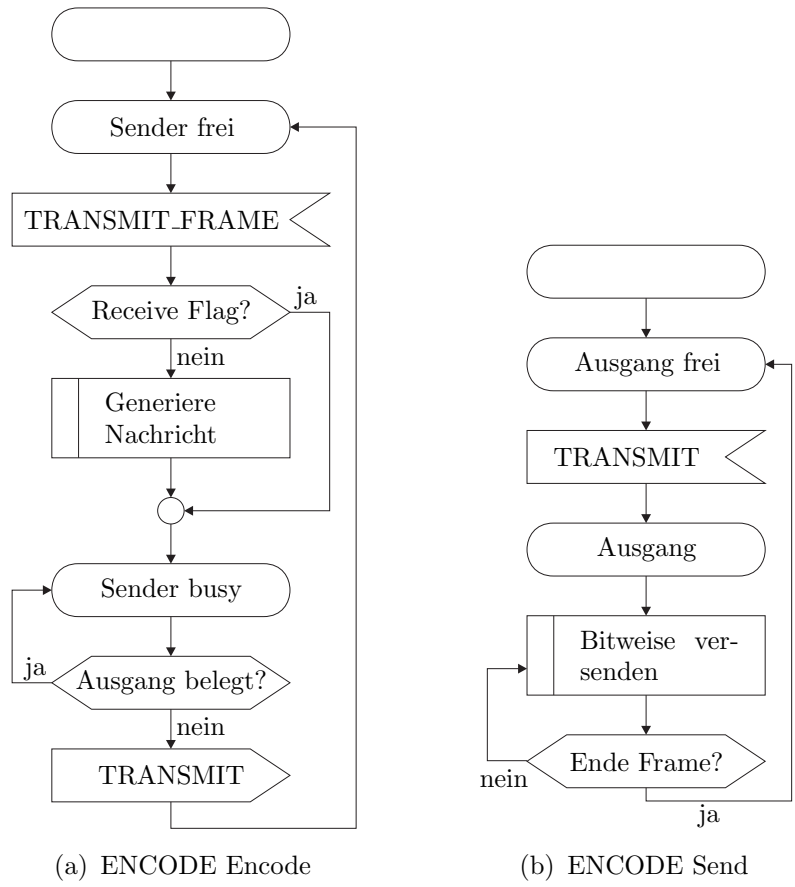 Sender frei
TRANSMIT_FRAME
Receive Flag?
ja
nein
Generiere
Nachricht
Sender busy
ja
Ausgang belegt?
nein
TRANSMIT
(a) ENCODE Encode
Ausgang frei
TRANSMIT
Ausgang
Bitweise ver-
senden
Ende Frame?
nein
ja
(b) ENCODE Send